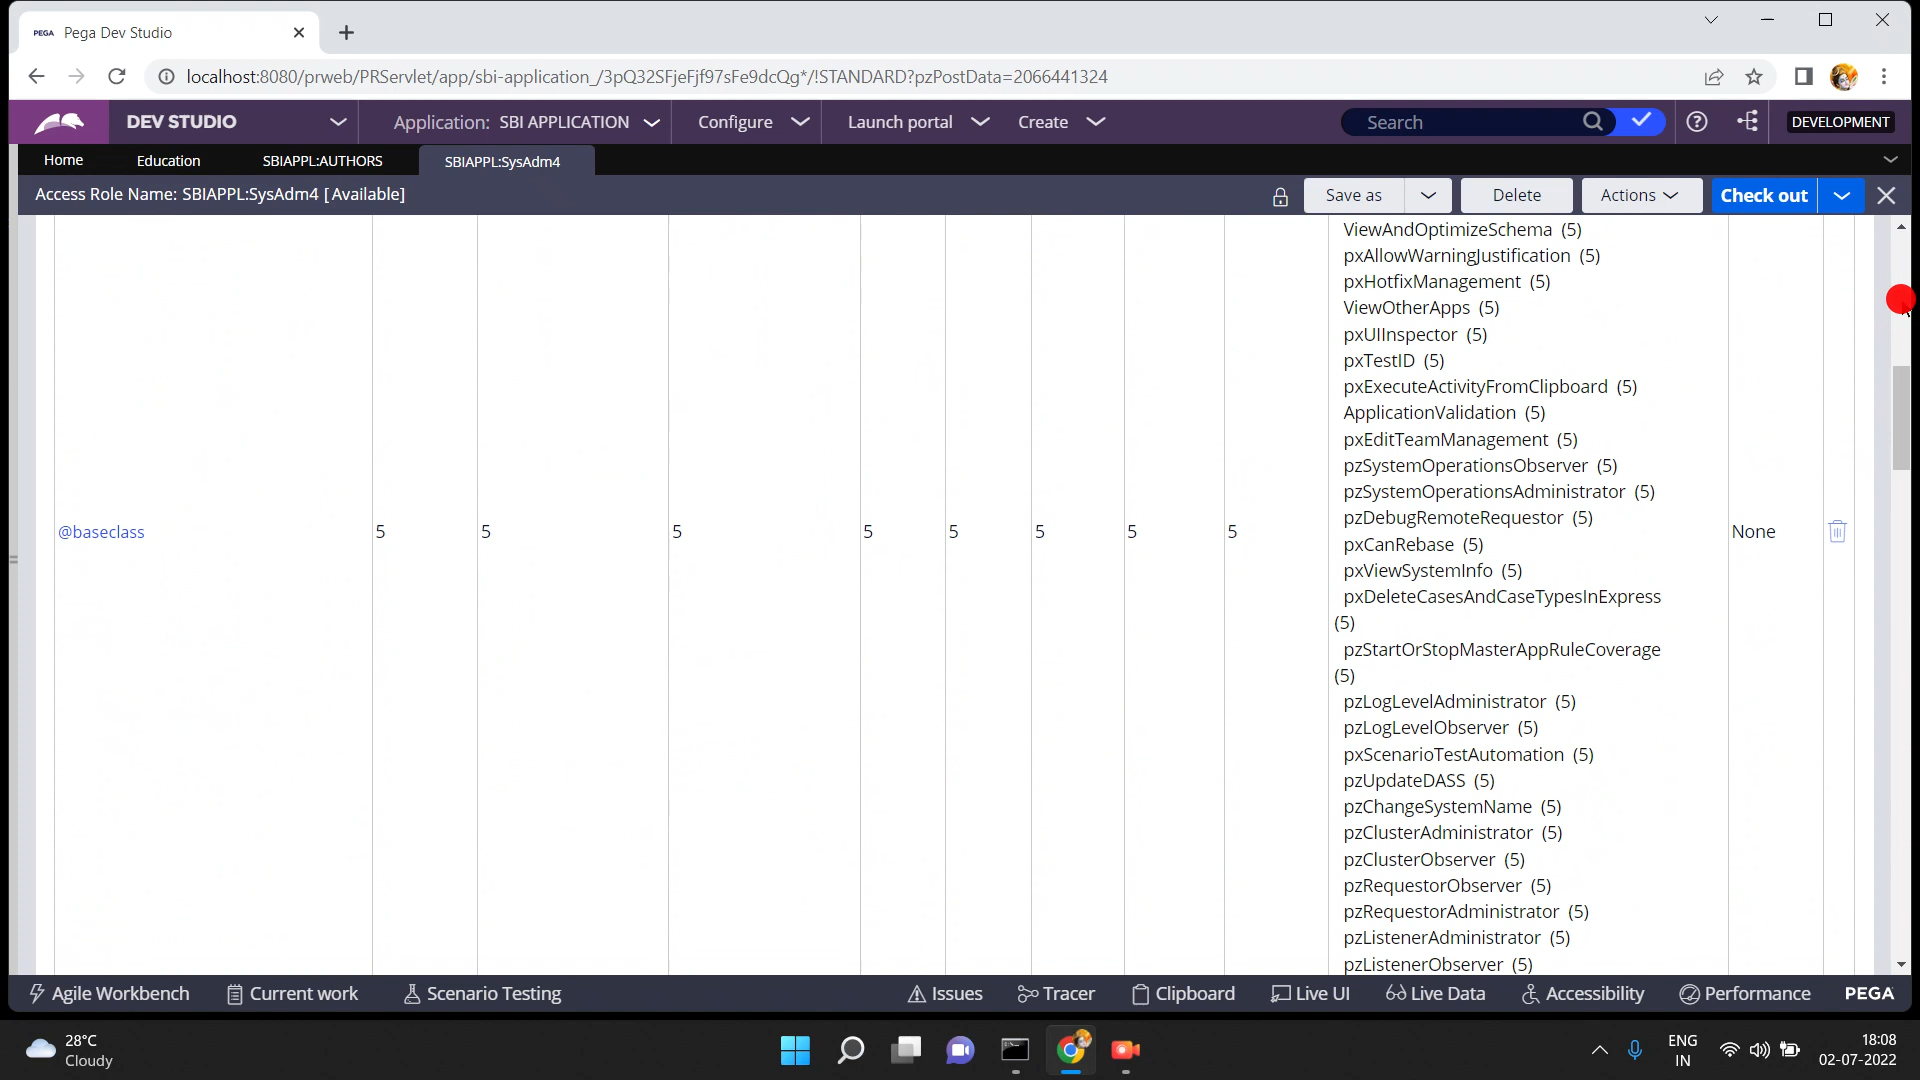 PEGA Pega Dev Studio
localhost:8080/prweb/PRServlet/app/sbi-application_/3pQ32SFjeFjf97sFe9dcQg*/!STANDARD?pzPostData=2066441324
DEV STUDIO Application: SBI APPLICATION Configure Launch portal Create Search DEVELOPMENT
Home Education SBIAPPL:AUTHORS SBIAPPL:SysAdm4
Access Role Name: SBIAPPL:SysAdm4 [Available] Save as Delete Actions Check out
ViewAndOptimizeSchema (5)
pxAllowWarningJustification (5)
pxHotfixManagement (5)
ViewOtherApps (5)
pxUIInspector (5)
pxTestID (5)
pxExecuteActivityFromClipboard (5)
ApplicationValidation (5)
pxEditTeamManagement (5)
pzSystemOperationsObserver (5)
pzSystemOperationsAdministrator (5)
pzDebugRemoteRequestor (5)
@baseclass 5 5 5 5 5 5 5 5 None
pxCanRebase (5)
pxViewSystemInfo (5)
pxDeleteCasesAndCaseTypesInExpress
(5)
pzStartOrStopMasterAppRuleCoverage
(5)
pzLogLevelAdministrator (5)
pzLogLevelObserver (5)
pxScenarioTestAutomation (5)
pzUpdateDASS (5)
pzChangeSystemName (5)
pzClusterAdministrator (5)
pzClusterObserver (5)
pzRequestorObserver (5)
pzRequestorAdministrator (5)
pzListenerAdministrator (5)
pzListenerObserver (5)
Agile Workbench Current work Scenario Testing Issues Tracer Clipboard Live UI Live Data Accessibility Performance PEGA
28°C
Cloudy
ENG
IN
18:08
02-07-2022